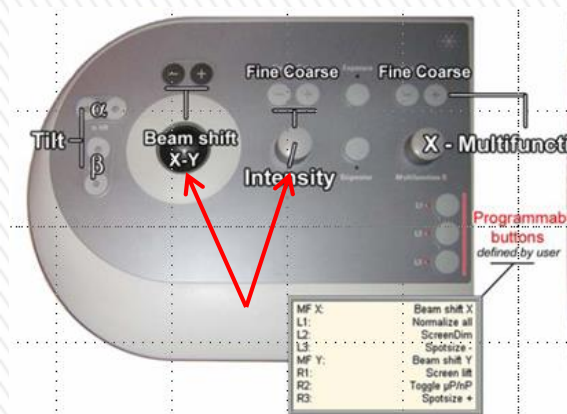 Fine Coarse
Exposure
Fine Coarse
α
Tilt
β
Beam shift
X-Y
X - Multifuncti
Intensity
Multifunction X
L1
L2
L3
Programmab
buttons
defined by user
MF X: Beam shift X
L1: Normalize all
L2: ScreenDim
L3: Spotsize -
MF Y: Beam shift Y
R1: Screen lift
R2: Toggle µP/nP
R3: Spotsize +